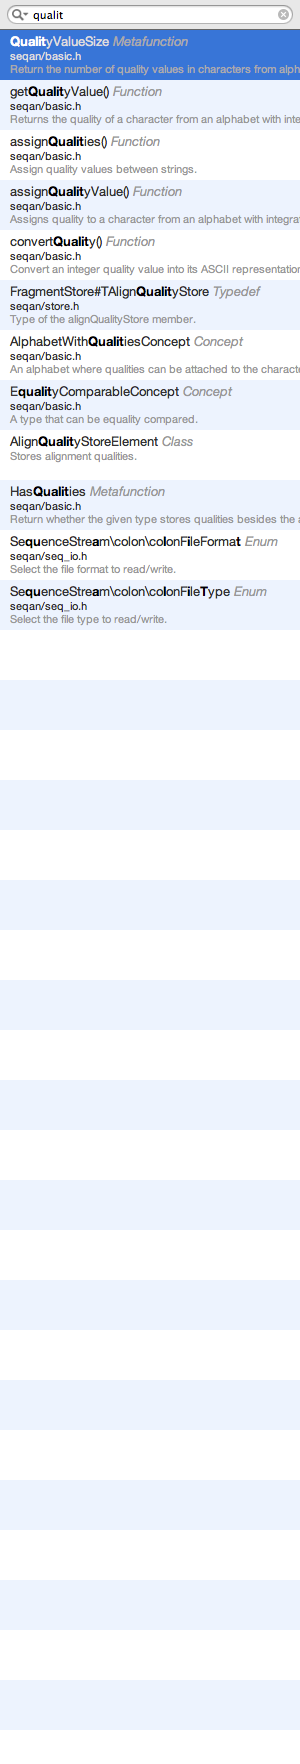 qualit
QualityValueSize Metafunction
seqan/basic.h
Return the number of quality values in characters from alph
getQualityValue() Function
seqan/basic.h
Returns the quality of a character from an alphabet with inte
assignQualities() Function
seqan/basic.h
Assign quality values between strings.
assignQualityValue() Function
seqan/basic.h
Assigns quality to a character from an alphabet with integra
convertQuality() Function
seqan/basic.h
Convert an integer quality value into its ASCII representation
FragmentStore#TAlignQualityStore Typedef
seqan/store.h
Type of the alignQualityStore member.
AlphabetWithQualitiesConcept Concept
seqan/basic.h
An alphabet where qualities can be attached to the characte
EqualityComparableConcept Concept
seqan/basic.h
A type that can be equality compared.
AlignQualityStoreElement Class
Stores alignment qualities.
HasQualities Metafunction
seqan/basic.h
Return whether the given type stores qualities besides the a
SequenceStream\colon\colonFileFormat Enum
seqan/seq_io.h
Select the file format to read/write.
SequenceStream\colon\colonFileType Enum
seqan/seq_io.h
Select the file type to read/write.